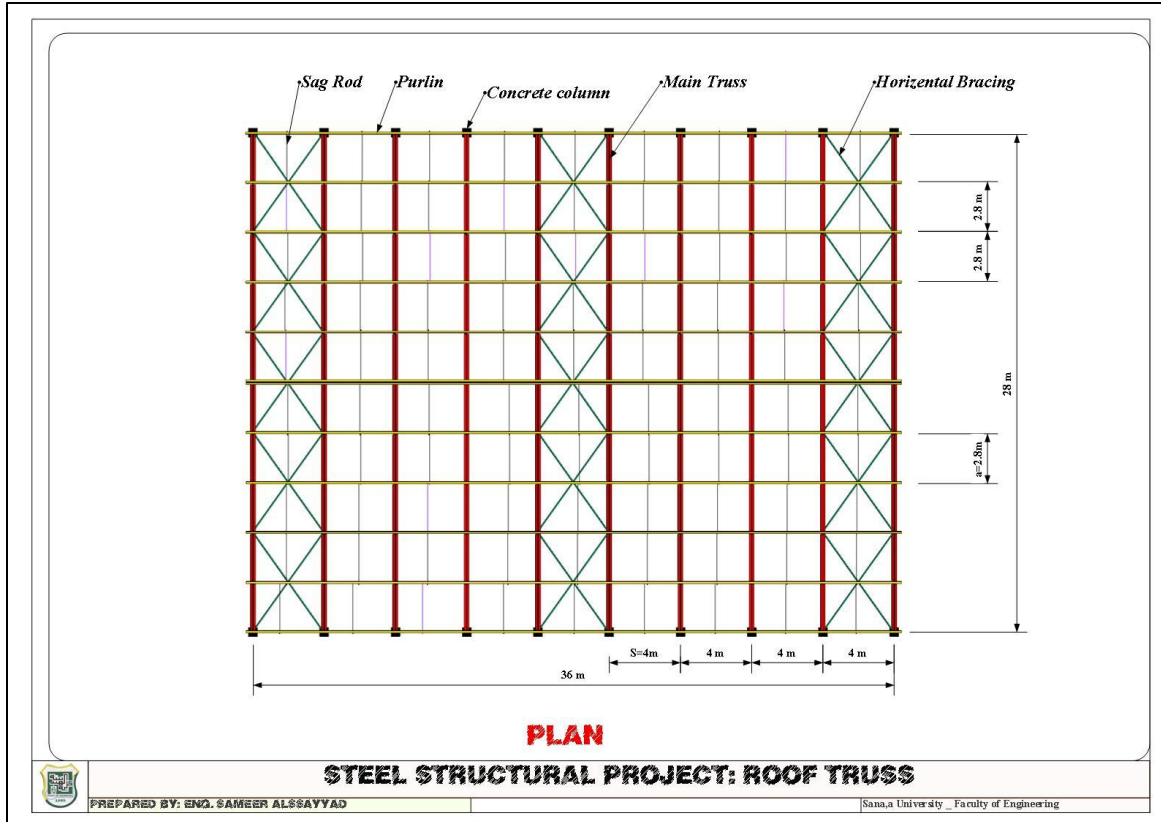 Sag Rod
Purlin
Concrete column
Main Truss
Horizental Bracing
2.8 m
2.8 m
28 m
a=2.8m
S=4m
4 m
4 m
4 m
36 m
PLAN
STEEL STRUCTURAL PROJECT: ROOF TRUSS
PREPARED BY: ENG. SAMEER ALSSAYYAD
Sana,a University _ Faculty of Engineering